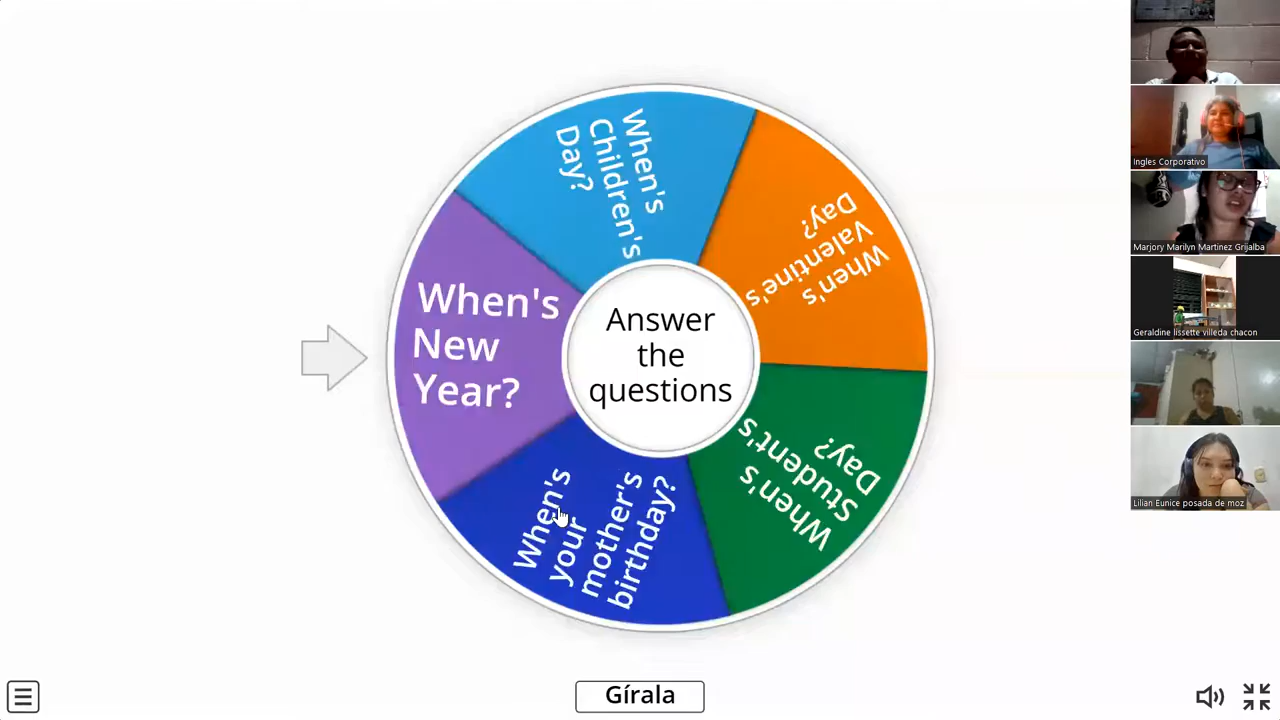 When's
Children's
Day?
When's
Valentine's
Day?
When's
New
Year?
Answer
the
questions
When's
Student's
Day?
When's
your
mother's
birthday?
Gírala
Ingles Corporativo
Marjory Marilyn Martinez Grijalba
Geraldine lissette villeda chacon
Lilian Eunice posada de moz